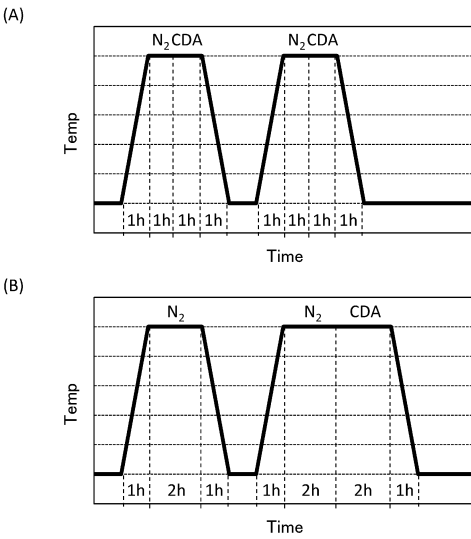 (A)
N₂ CDA N₂ CDA
Temp
1h 1h 1h 1h 1h 1h 1h 1h
Time
(B)
N₂ N₂ CDA
Temp
1h 2h 1h 1h 2h 2h 1h
Time